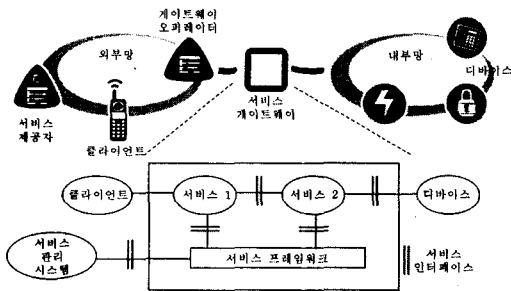 게이트웨이
오퍼레이터
외부망
내부망
디바이스
서비스
제공자
클라이언트
서비스
게이트웨이
클라이언트
서비스 1
서비스 2
디바이스
서비스
관리
시스템
서비스 프레임워크
서비스
인터페이스